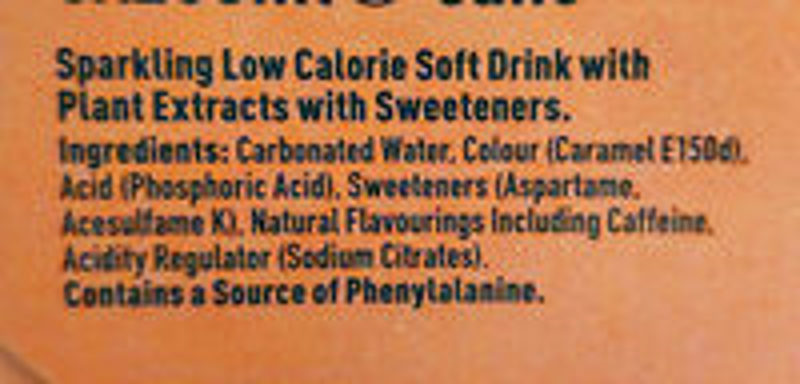 Sparkling Low Calorie Soft Drink with
Plant Extracts with Sweeteners.
Ingredients: Carbonated Water, Colour (Caramel E150d),
Acid (Phosphoric Acid), Sweeteners (Aspartame,
Acesulfame K), Natural Flavourings Including Caffeine,
Acidity Regulator (Sodium Citrates).
Contains a Source of Phenylalanine.